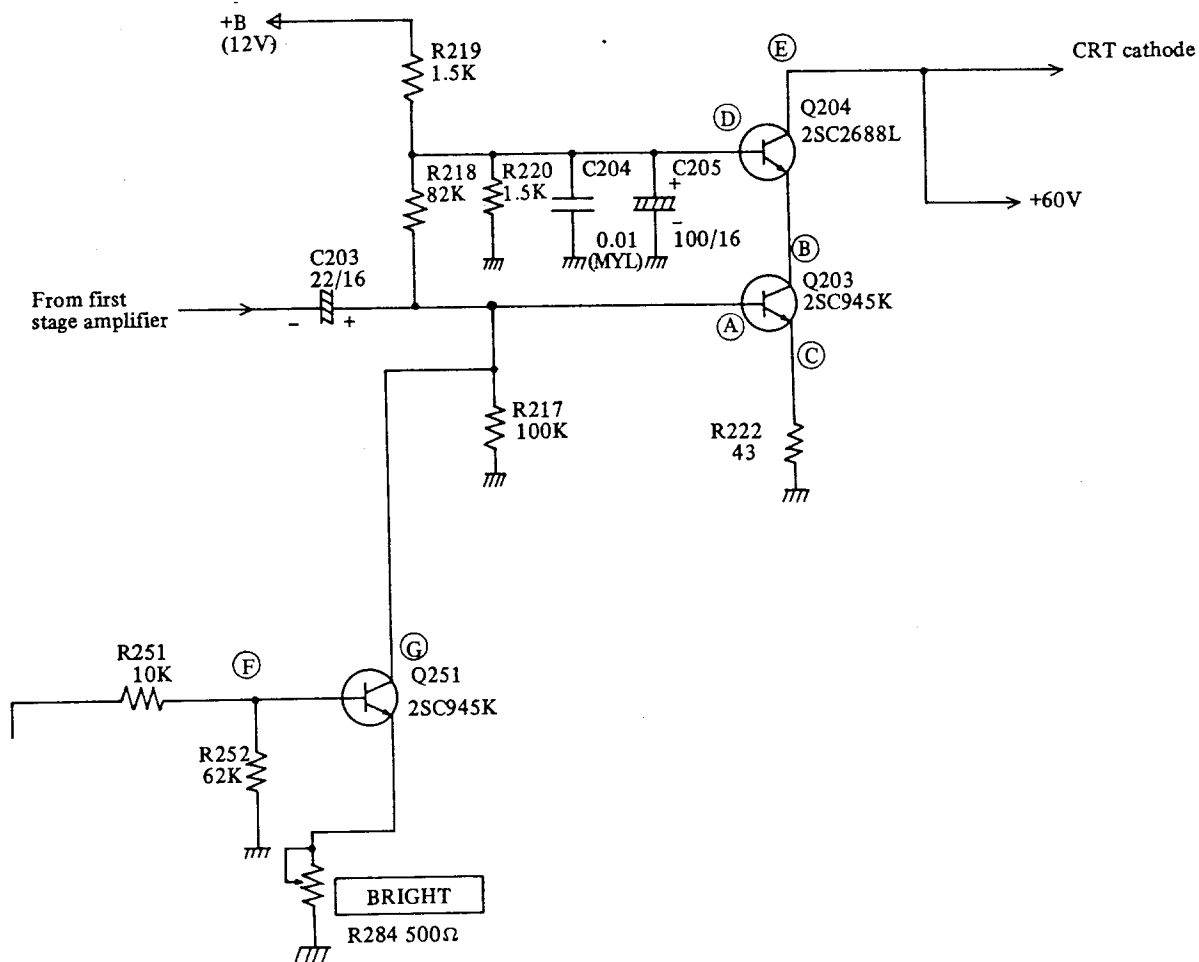 +B
(12V)
R219
1.5K
E
CRT cathode
Q204
2SC2688L
D
R218
82K
R220
1.5K
C204
C205
+
+60V
0.01
(MYL)
−
100/16
B
C203
22/16
Q203
2SC945K
From first
stage amplifier
−
+
A
C
R217
100K
R222
43
R251
10K
F
G
Q251
2SC945K
R252
62K
BRIGHT
R284 500Ω